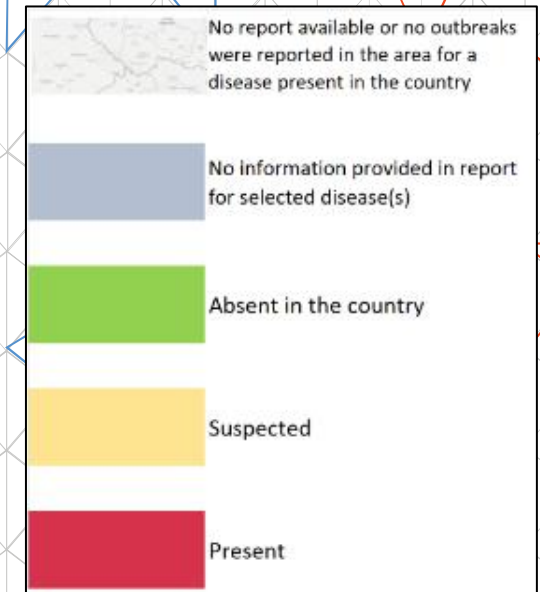 No report available or no outbreaks
were reported in the area for a
disease present in the country
No information provided in report
for selected disease(s)
Absent in the country
Suspected
Present